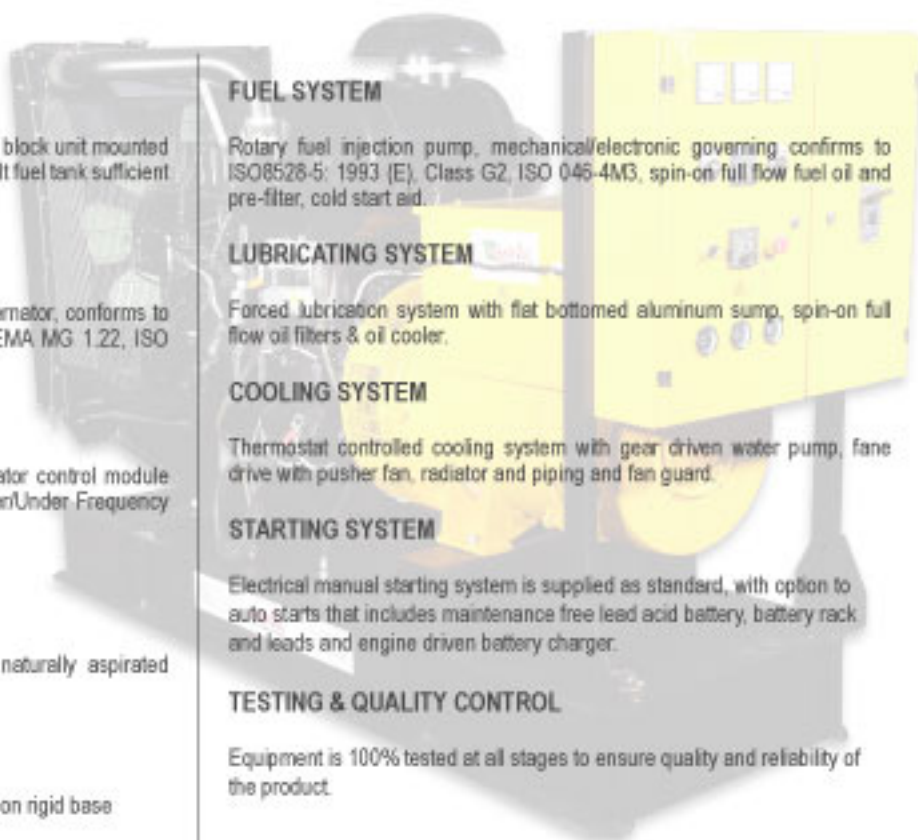 block unit mounted
lt fuel tank sufficient
ernator, conforms to
EMA MG 1.22, ISO
ator control module
er/Under Frequency
naturally aspirated
on rigid base
FUEL SYSTEM
Rotary fuel injection pump, mechanical/electronic governing confirms to
ISO8528-5: 1993 (E), Class G2, ISO 046-4M3, spin-on full flow fuel oil and
pre-filter, cold start aid.
LUBRICATING SYSTEM
Forced lubrication system with flat bottomed aluminum sump, spin-on full
flow oil filters & oil cooler.
COOLING SYSTEM
Thermostat controlled cooling system with gear driven water pump, fane
drive with pusher fan, radiator and piping and fan guard.
STARTING SYSTEM
Electrical manual starting system is supplied as standard, with option to
auto starts that includes maintenance free lead acid battery, battery rack
and leads and engine driven battery charger.
TESTING & QUALITY CONTROL
Equipment is 100% tested at all stages to ensure quality and reliability of
the product.